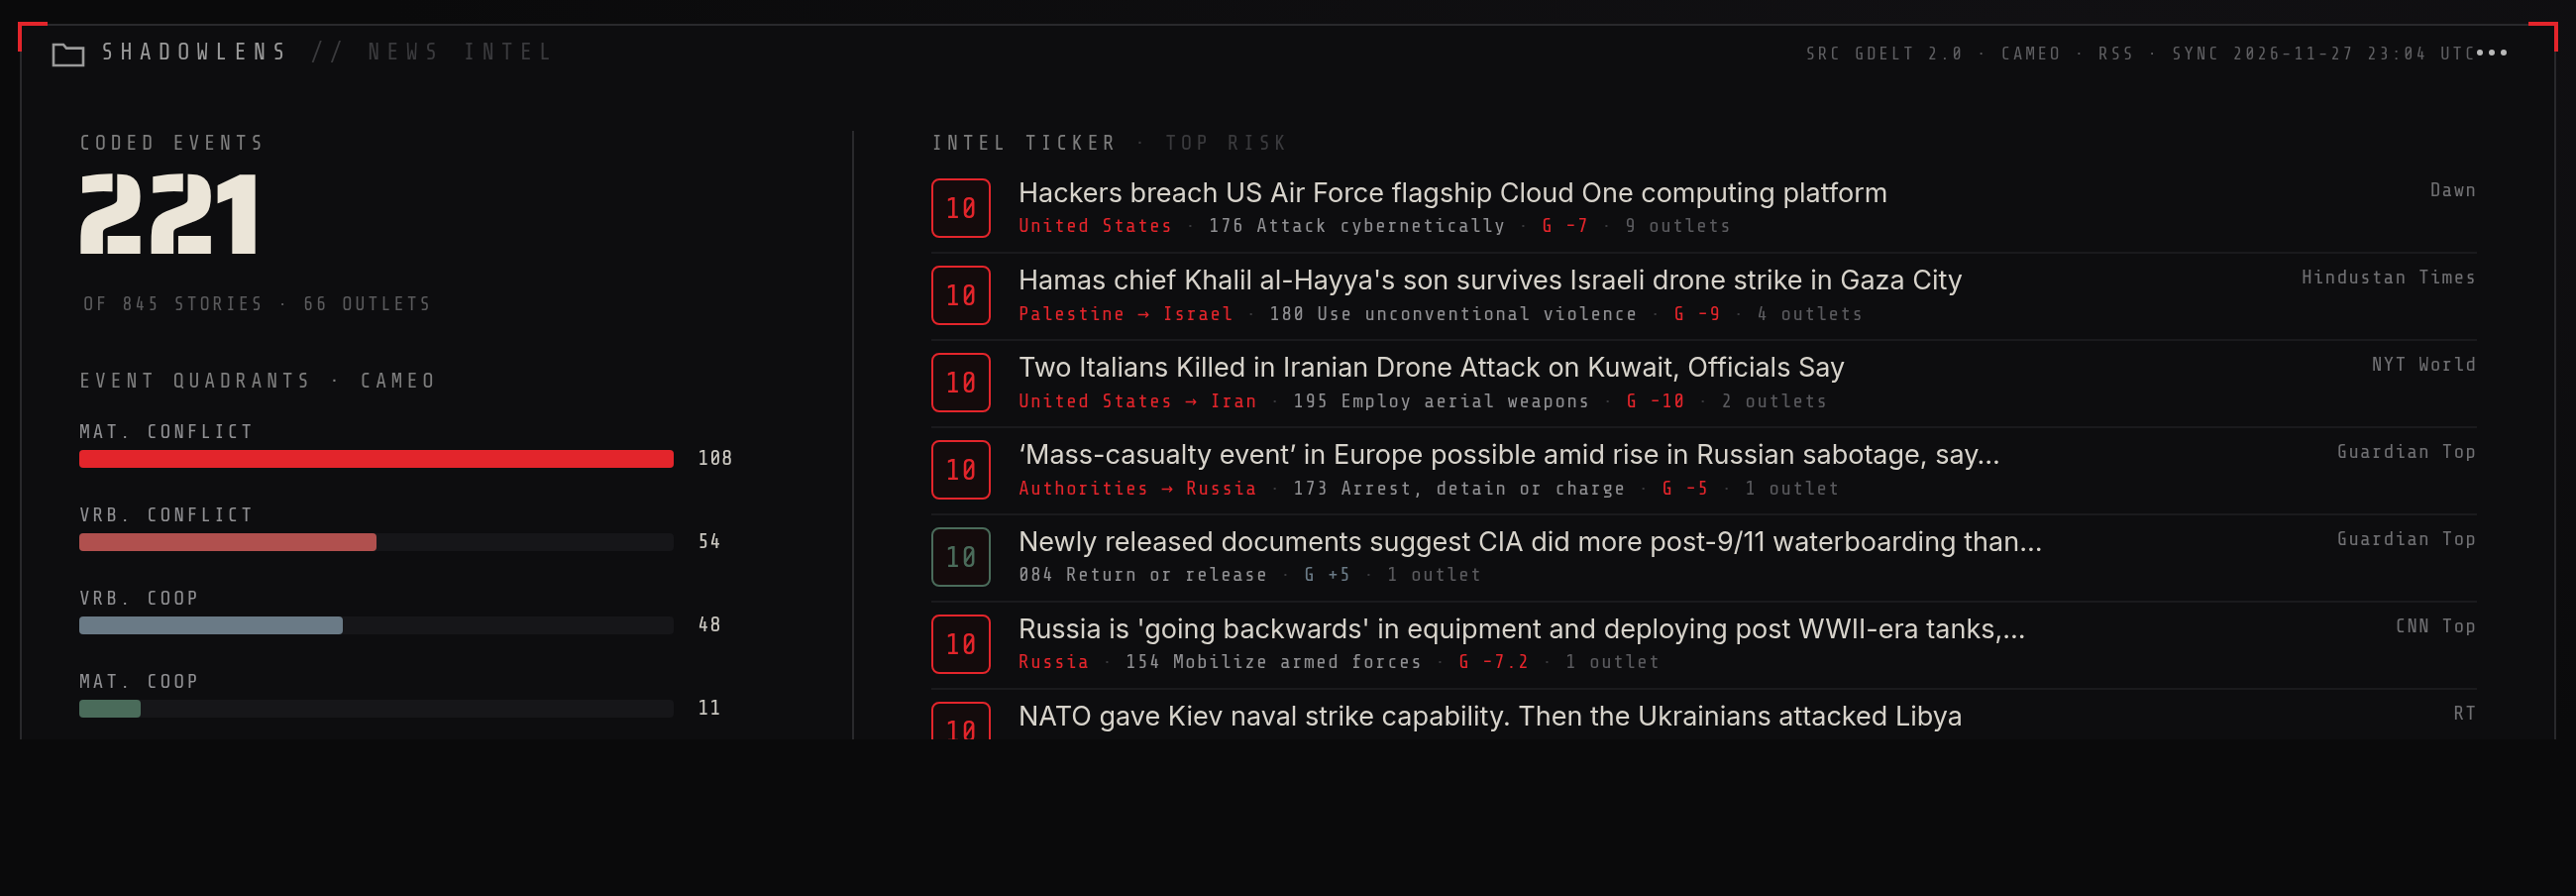 SHADOWLENS // NEWS INTEL
SRC GDELT 2.0 · CAMEO · RSS · SYNC 2026-11-27 23:04 UTC
CODED EVENTS
221
OF 845 STORIES · 66 OUTLETS
EVENT QUADRANTS · CAMEO
MAT. CONFLICT
108
VRB. CONFLICT
54
VRB. COOP
48
MAT. COOP
11
INTEL TICKER · TOP RISK
10
Hackers breach US Air Force flagship Cloud One computing platform
Dawn
United States · 176 Attack cybernetically · G -7 · 9 outlets
10
Hamas chief Khalil al-Hayya's son survives Israeli drone strike in Gaza City
Hindustan Times
Palestine → Israel · 180 Use unconventional violence · G -9 · 4 outlets
10
Two Italians Killed in Iranian Drone Attack on Kuwait, Officials Say
NYT World
United States → Iran · 195 Employ aerial weapons · G -10 · 2 outlets
10
‘Mass-casualty event’ in Europe possible amid rise in Russian sabotage, say...
Guardian Top
Authorities → Russia · 173 Arrest, detain or charge · G -5 · 1 outlet
10
Newly released documents suggest CIA did more post-9/11 waterboarding than...
Guardian Top
084 Return or release · G +5 · 1 outlet
10
Russia is 'going backwards' in equipment and deploying post WWII-era tanks,...
CNN Top
Russia · 154 Mobilize armed forces · G -7.2 · 1 outlet
10
NATO gave Kiev naval strike capability. Then the Ukrainians attacked Libya
RT